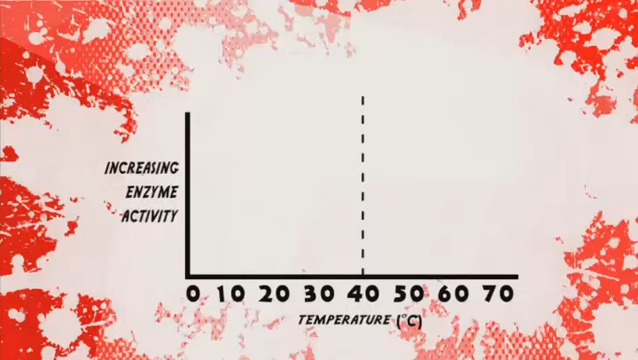 INCREASING
ENZYME
ACTIVITY
0 10 20 30 40 50 60 70
TEMPERATURE (°C)